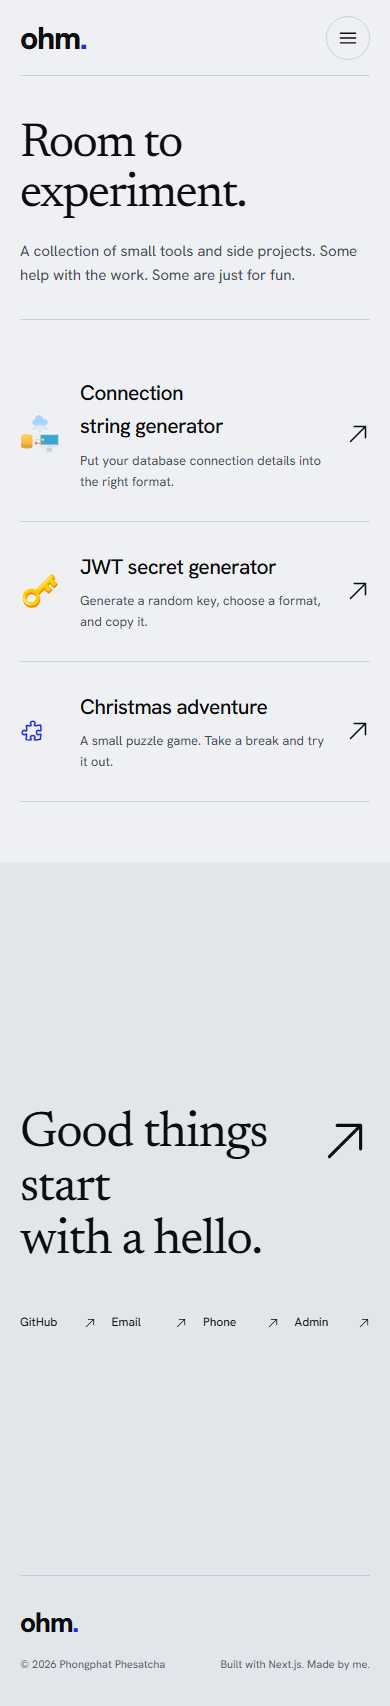 ohm.
Room to
experiment.
A collection of small tools and side projects. Some
help with the work. Some are just for fun.
Connection
string generator
Put your database connection details into
the right format.
JWT secret generator
Generate a random key, choose a format,
and copy it.
Christmas adventure
A small puzzle game. Take a break and try
it out.
Good things
start
with a hello.
GitHub Email Phone Admin
ohm.
© 2026 Phongphat Phesatcha Built with Next.js. Made by me.